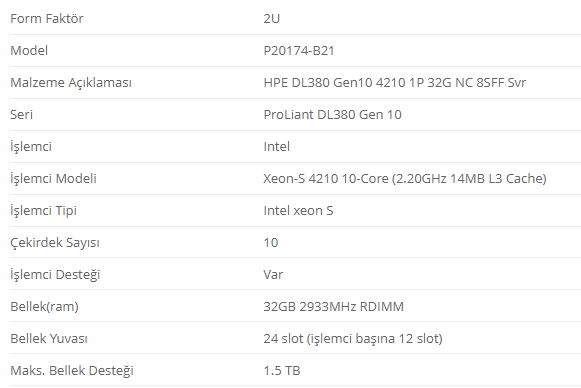 Form Faktör 2U
Model P20174-B21
Malzeme Açıklaması HPE DL380 Gen10 4210 1P 32G NC 8SFF Svr
Seri ProLiant DL380 Gen 10
İşlemci Intel
İşlemci Modeli Xeon-S 4210 10-Core (2.20GHz 14MB L3 Cache)
İşlemci Tipi Intel xeon S
Çekirdek Sayısı 10
İşlemci Desteği Var
Bellek(ram) 32GB 2933MHz RDIMM
Bellek Yuvası 24 slot (işlemci başına 12 slot)
Maks. Bellek Desteği 1.5 TB